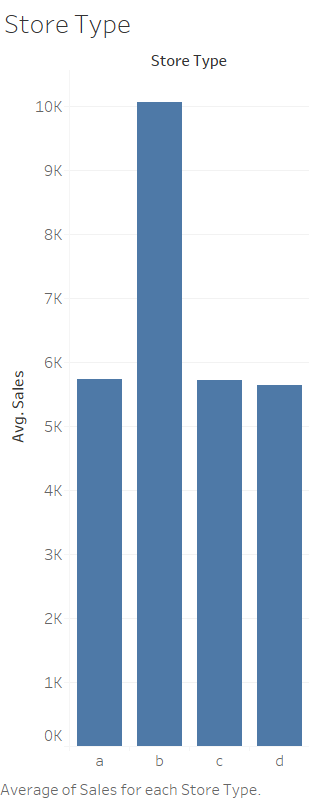 Store Type
Store Type
10K
9K
8K
7K
6K
5K
4K
3K
2K
1K
0K
Avg. Sales
a b c d
Average of Sales for each Store Type.